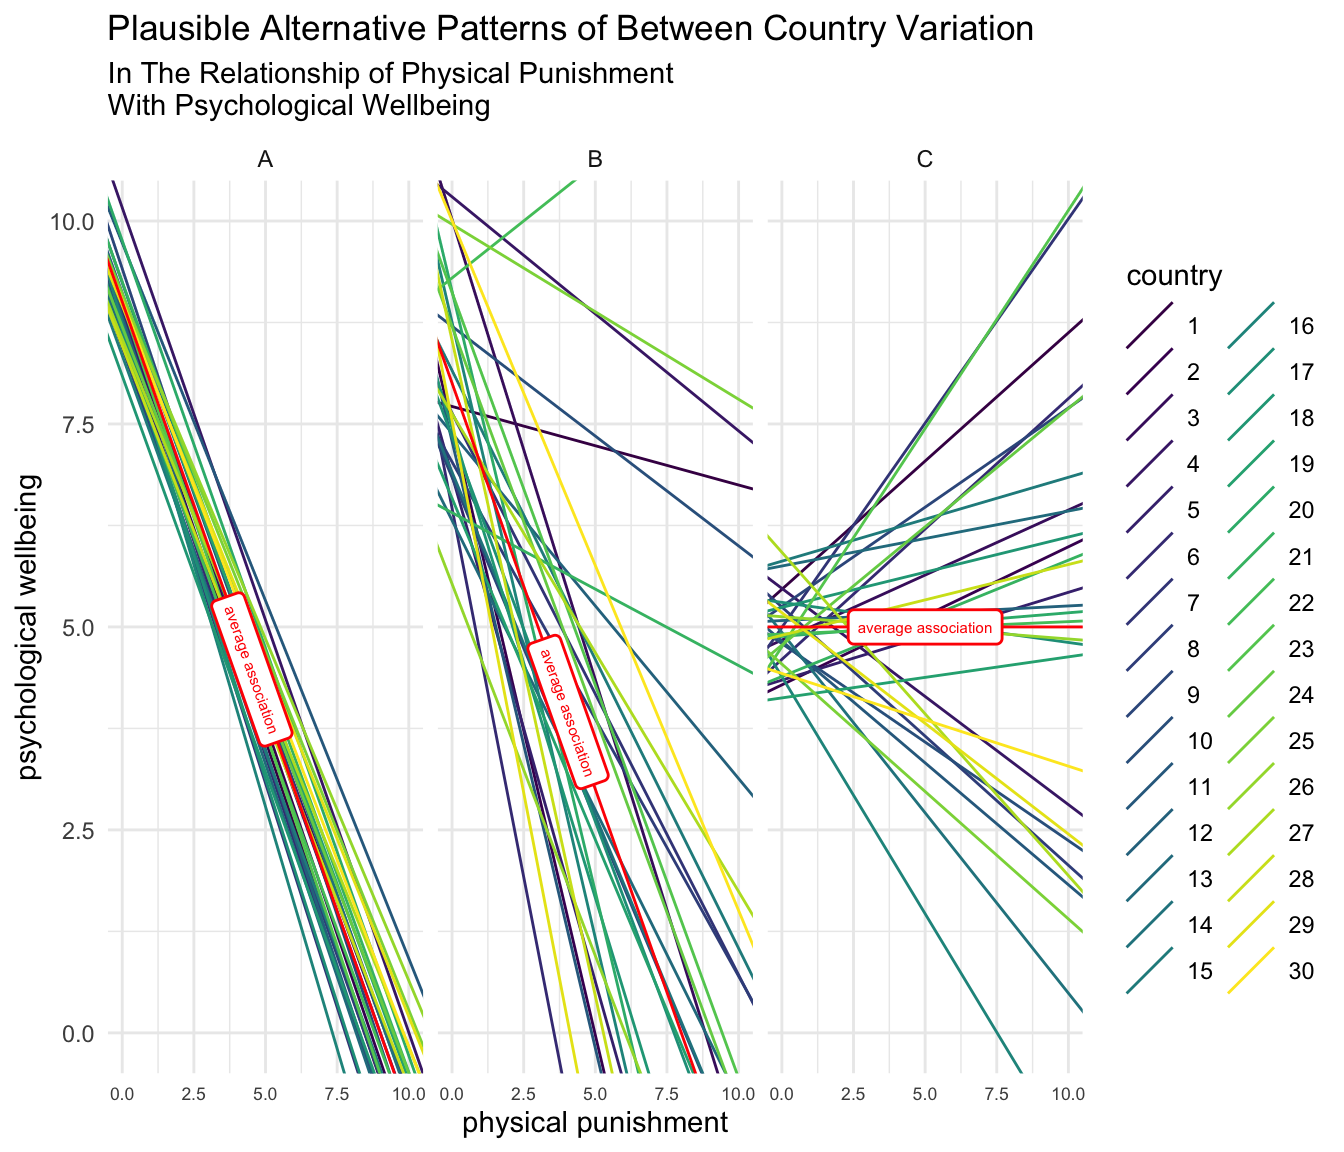 Plausible Alternative Patterns of Between Country Variation
In The Relationship of Physical Punishment
With Psychological Wellbeing
A
B
C
10.0
7.5
5.0
2.5
0.0
psychological wellbeing
average association
average association
average association
0.0 2.5 5.0 7.5 10.0
0.0 2.5 5.0 7.5 10.0
0.0 2.5 5.0 7.5 10.0
physical punishment
country
1
2
3
4
5
6
7
8
9
10
11
12
13
14
15
16
17
18
19
20
21
22
23
24
25
26
27
28
29
30